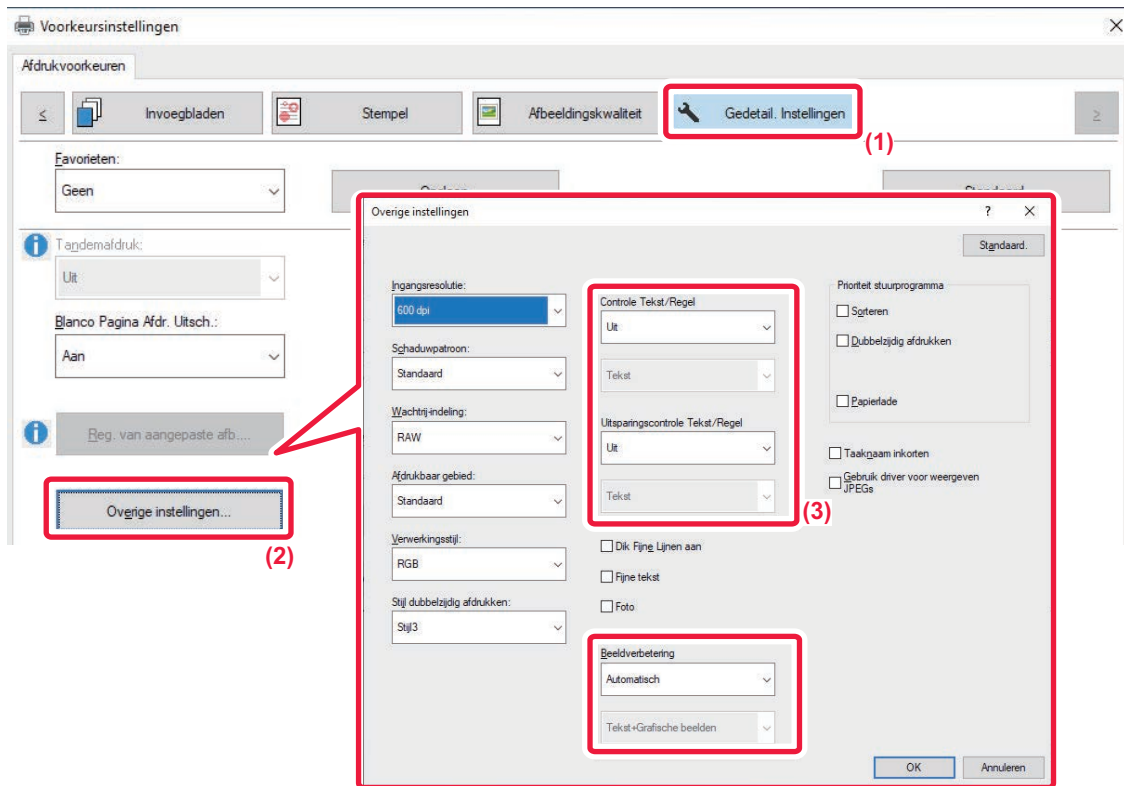 Voorkeursinstellingen
Afdrukvoorkeuren
≤ Invoegbladen Stempel Afbeeldingskwaliteit Gedetail. Instellingen ≥
(1)
Favorieten:
Geen
Tandemafdruk:
Uit
Blanco Pagina Afdr. Uitsch.:
Aan
Reg. van aangepaste afb....
Overige instellingen...
(2)
Overige instellingen ?
Standaard.
Ingangsresolutie:
600 dpi
Schaduwpatroon:
Standaard
Wachtrij-indeling:
RAW
Afdrukbaar gebied:
Standaard
Verwerkingsstijl:
RGB
Stijl dubbelzijdig afdrukken:
Stijl3
Controle Tekst/Regel
Uit
Tekst
Uitsparingscontrole Tekst/Regel
Uit
Tekst
(3)
Dik Fijne Lijnen aan
Fijne tekst
Foto
Beeldverbetering
Automatisch
Tekst+Grafische beelden
Prioriteit stuurprogramma
Sorteren
Dubbelzijdig afdrukken
Papierlade
Taaknaam inkorten
Gebruik driver voor weergeven
JPEGs
OK Annuleren